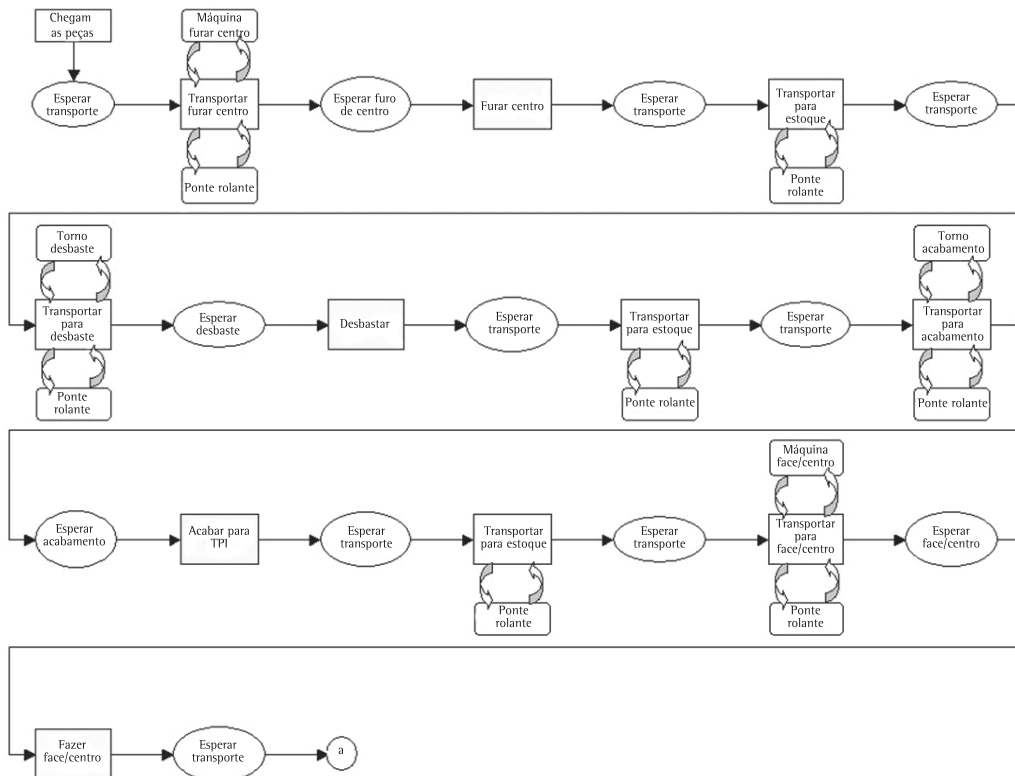 Chegam
as peças
Máquina
furar centro
Esperar
transporte
Transportar
furar centro
Esperar furo
de centro
Furar centro
Esperar
transporte
Transportar
para
estoque
Esperar
transporte
Ponte rolante
Ponte
rolante
Torno
desbaste
Torno
acabamento
Transportar
para
desbaste
Esperar
desbaste
Desbastar
Esperar
transporte
Transportar
para estoque
Esperar
transporte
Transportar
para
acabamento
Ponte
rolante
Ponte rolante
Ponte rolante
Máquina
face/centro
Esperar
acabamento
Acabar para
TPI
Esperar
transporte
Transportar
para estoque
Esperar
transporte
Transportar
para
face/centro
Esperar
face/centro
Ponte
rolante
Ponte
rolante
Fazer
face/centro
Esperar
transporte
a